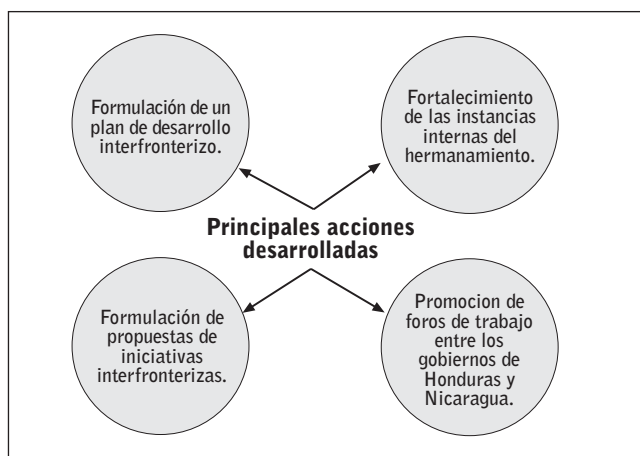 Formulación de un
plan de desarrollo
interfronterizo.
Fortalecimiento
de las instancias
internas del
hermanamiento.
Principales acciones
desarrolladas
Formulación de
propuestas de
iniciativas
interfronterizas.
Promocion de
foros de trabajo
entre los
gobiernos de
Honduras y
Nicaragua.